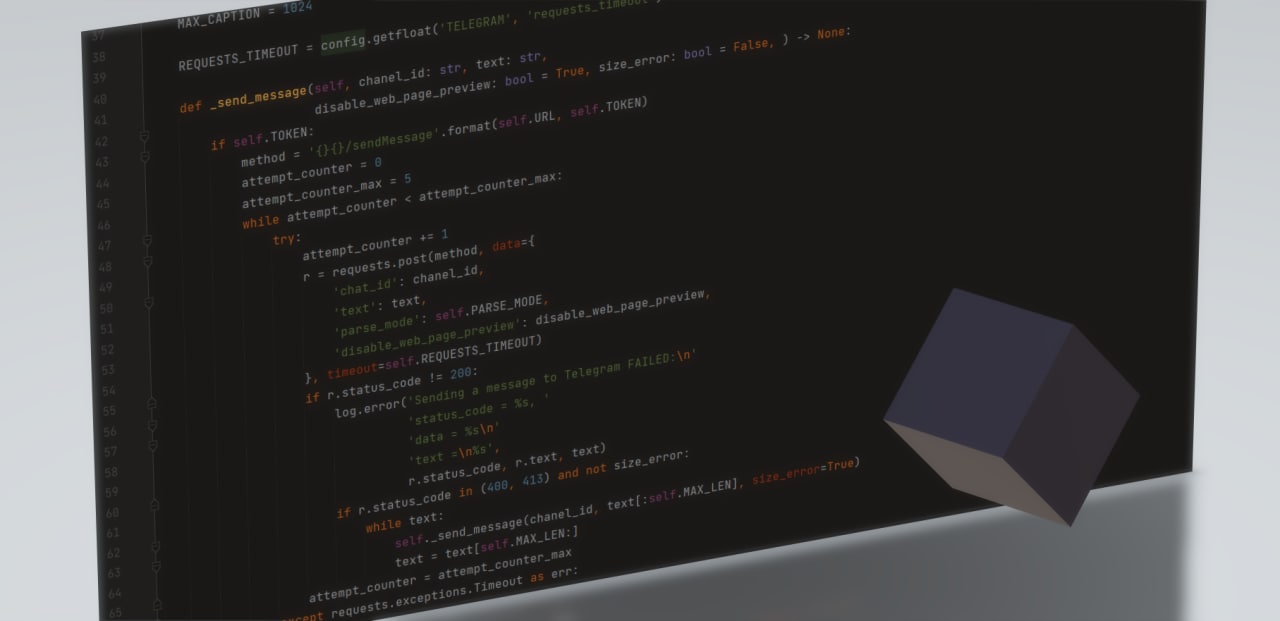 37 MAX_CAPTION = 1024
38
39 REQUESTS_TIMEOUT = config.getfloat('TELEGRAM', 'requests_timeout')
40
41 def _send_message(self, chanel_id: str, text: str,
42 disable_web_page_preview: bool = True, size_error: bool = False, ) -> None:
43 if self.TOKEN:
44 method = '{}{}/sendMessage'.format(self.URL, self.TOKEN)
45 attempt_counter = 0
46 attempt_counter_max = 5
47 while attempt_counter < attempt_counter_max:
48 try:
49 attempt_counter += 1
50 r = requests.post(method, data={
51 'chat_id': chanel_id,
52 'text': text,
53 'parse_mode': self.PARSE_MODE,
54 'disable_web_page_preview': disable_web_page_preview,
55 }, timeout=self.REQUESTS_TIMEOUT)
56 if r.status_code != 200:
57 log.error('Sending a message to Telegram FAILED:\n'
58 'status_code = %s, '
59 'data = %s\n'
60 'text =\n%s',
61 r.status_code, r.text, text)
62 if r.status_code in (400, 413) and not size_error:
63 while text:
64 self._send_message(chanel_id, text[:self.MAX_LEN], size_error=True)
65 text = text[self.MAX_LEN:]
attempt_counter = attempt_counter_max
except requests.exceptions.Timeout as err: